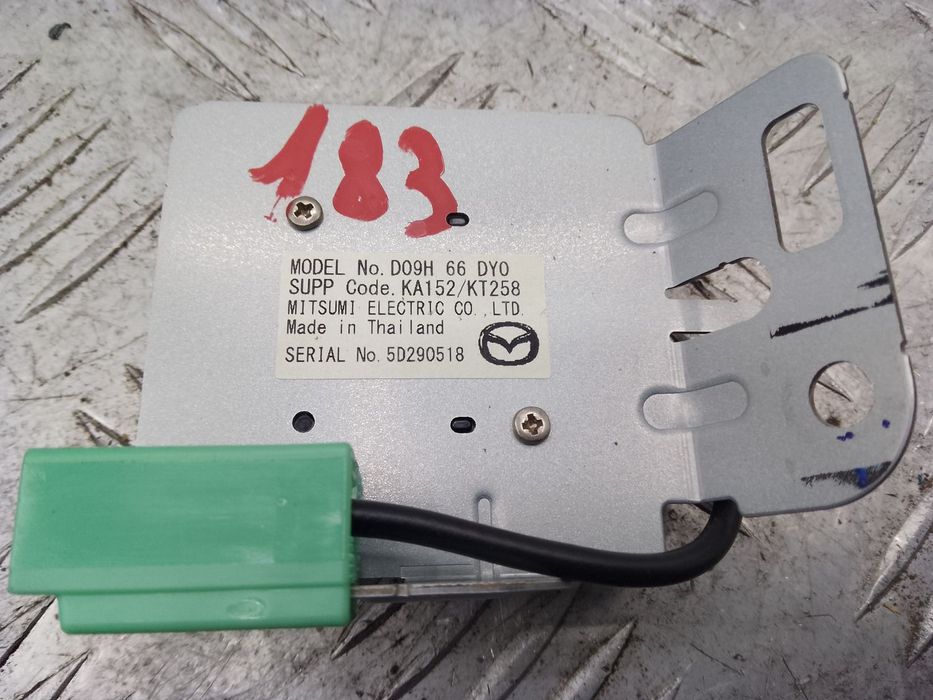 183
MODEL No. D09H 66 DY0
SUPP Code. KA152/KT258
MITSUMI ELECTRIC CO.,LTD.
Made in Thailand
SERIAL No. 5D290518